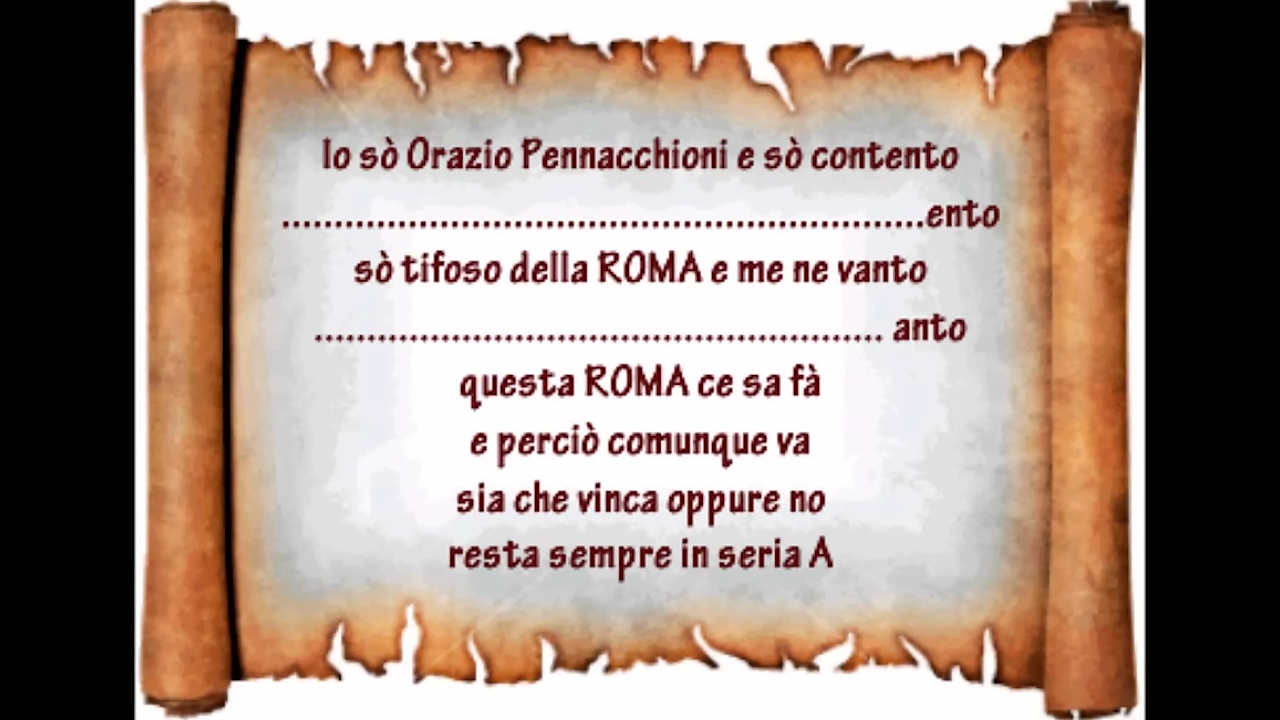 Io sò Orazio Pennacchioni e sò contento
.............................................................ento
sò tifoso della ROMA e me ne vanto
...................................................... anto
questa ROMA ce sa fà
e perciò comunque va
sia che vinca oppure no
resta sempre in seria A